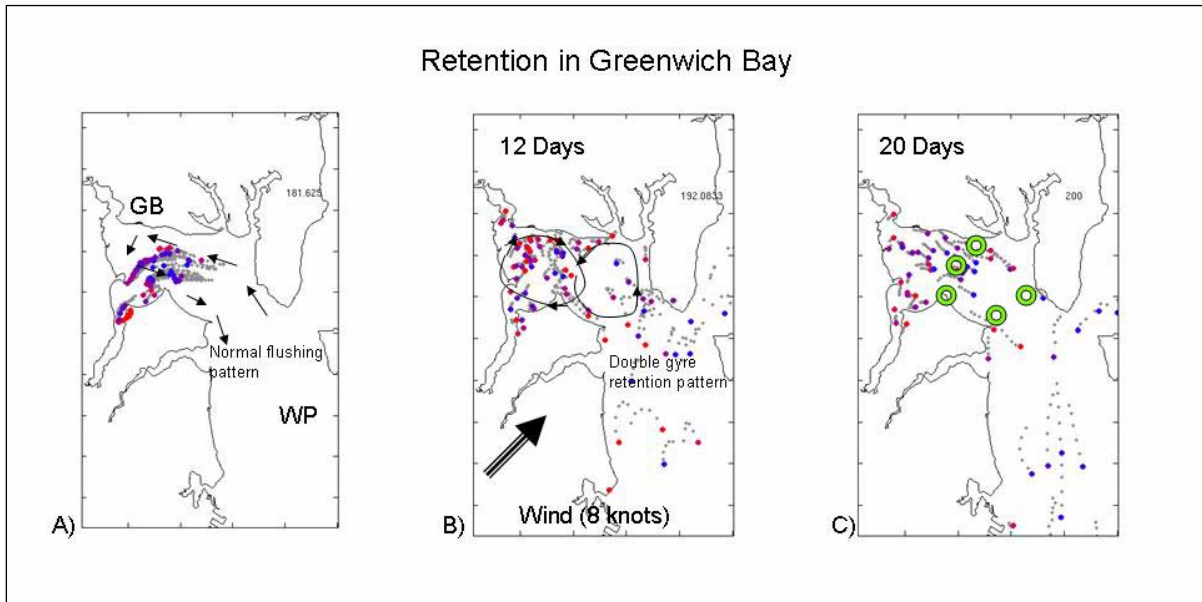 Retention in Greenwich Bay
GB
181.625
Normal flushing
pattern
WP
A)
12 Days
192.0833
Double gyre
retention pattern
Wind (8 knots)
B)
20 Days
200
C)